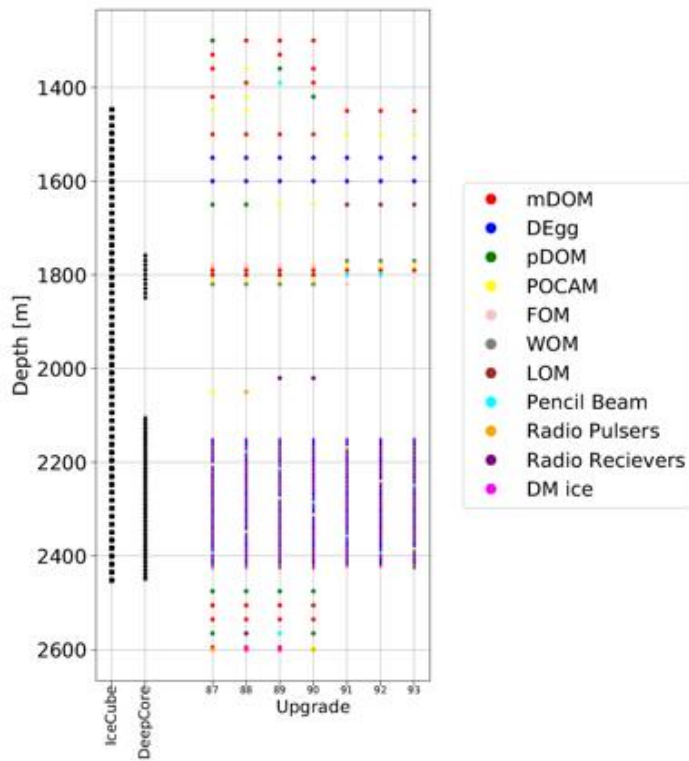 1400
1600
1800
2000
2200
2400
2600
Depth [m]
IceCube
DeepCore
87
88
89
90
91
92
93
Upgrade
mDOM
DEgg
pDOM
POCAM
FOM
WOM
LOM
Pencil Beam
Radio Pulsers
Radio Recievers
DM ice